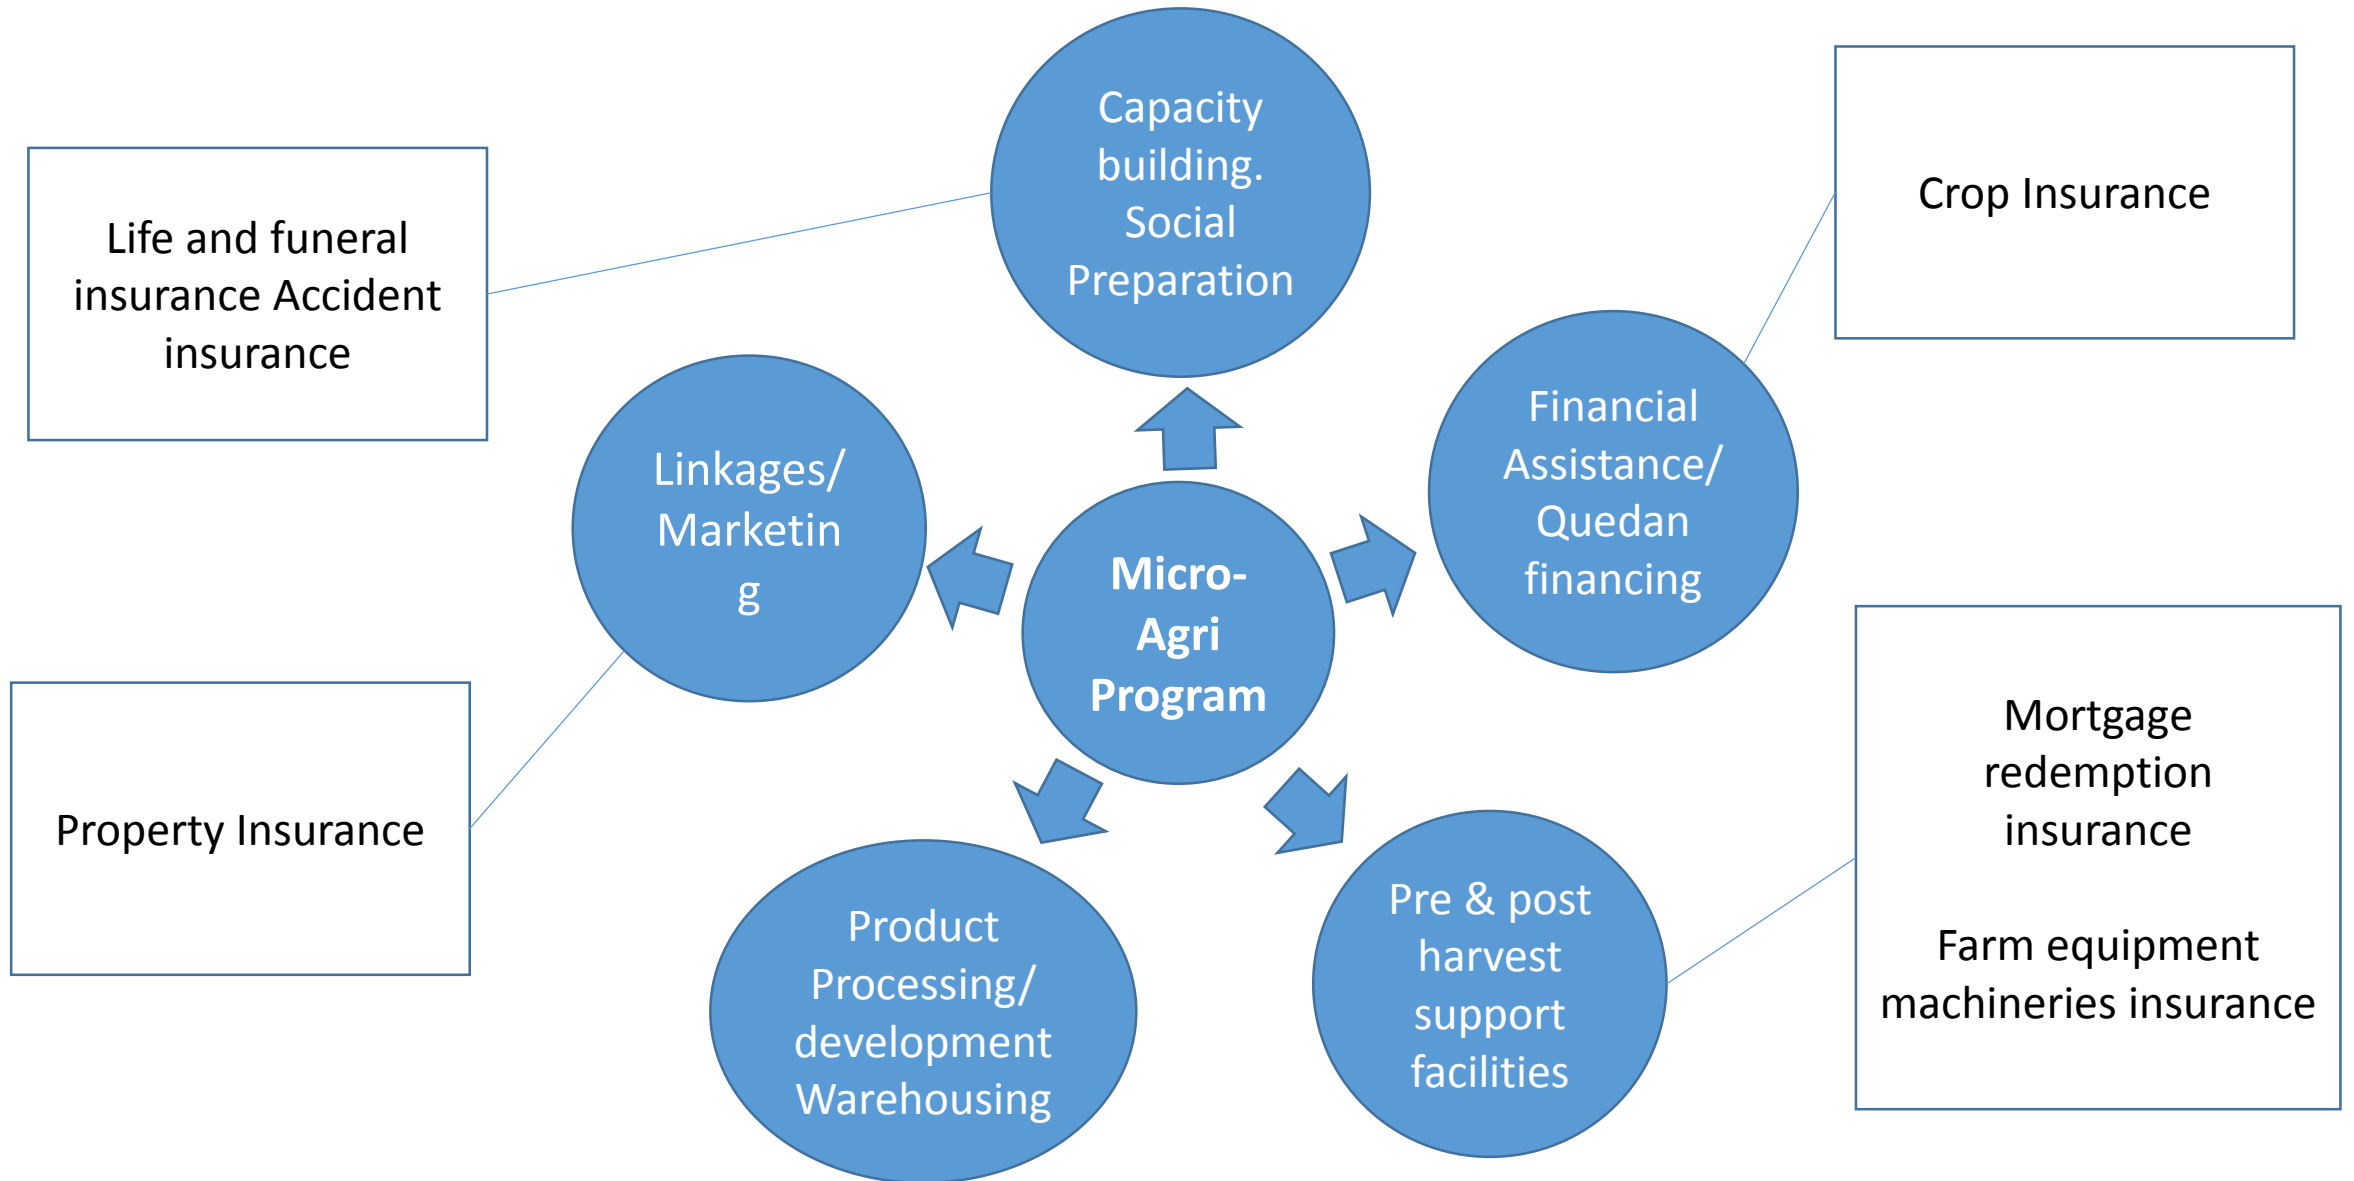 Capacity
building.
Social
Preparation
Crop Insurance
Life and funeral
insurance Accident
insurance
Financial
Assistance/
Quedan
financing
Linkages/
Marketin
g
Micro-
Agri
Program
Mortgage
redemption
insurance
Farm equipment
machineries insurance
Property Insurance
Product
Processing/
development
Warehousing
Pre & post
harvest
support
facilities